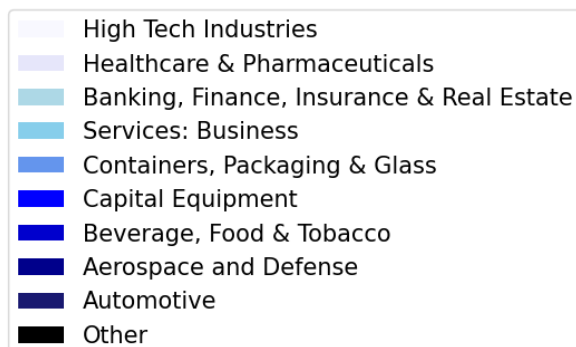 High Tech Industries
Healthcare & Pharmaceuticals
Banking, Finance, Insurance & Real Estate
Services: Business
Containers, Packaging & Glass
Capital Equipment
Beverage, Food & Tobacco
Aerospace and Defense
Automotive
Other